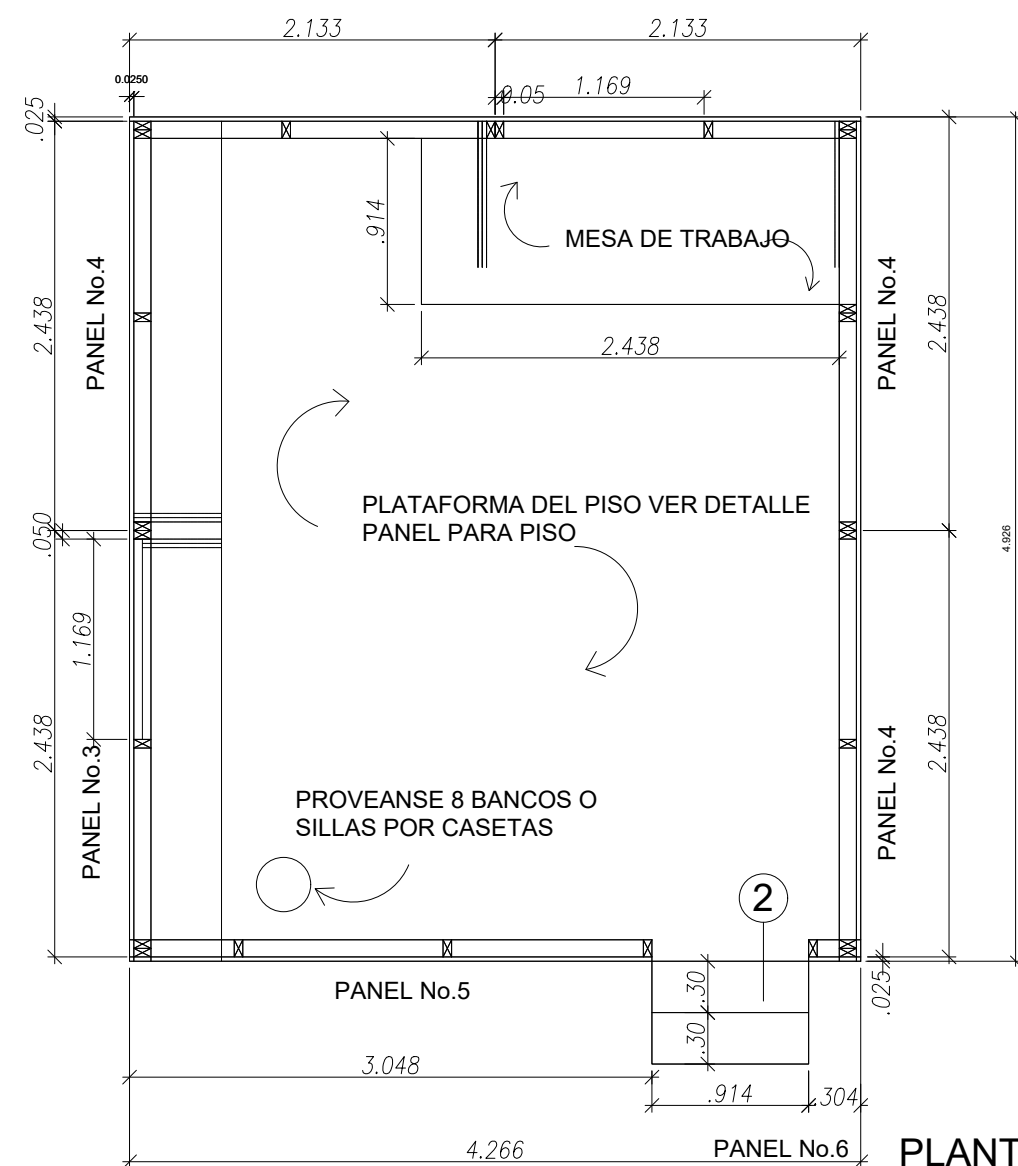 2.133
2.133
0.0250
0.05
1.169
.025
.914
MESA DE TRABAJO
PANEL No.4
PANEL No.4
2.438
2.438
2.438
PLATAFORMA DEL PISO VER DETALLE
PANEL PARA PISO
.050
4.926
1.169
2.438
2.438
PANEL No.3
PANEL No.4
PROVEANSE 8 BANCOS O
SILLAS POR CASETAS
2
PANEL No.5
.30
.025
.30
3.048
.914
.304
4.266
PANEL No.6
PLANT